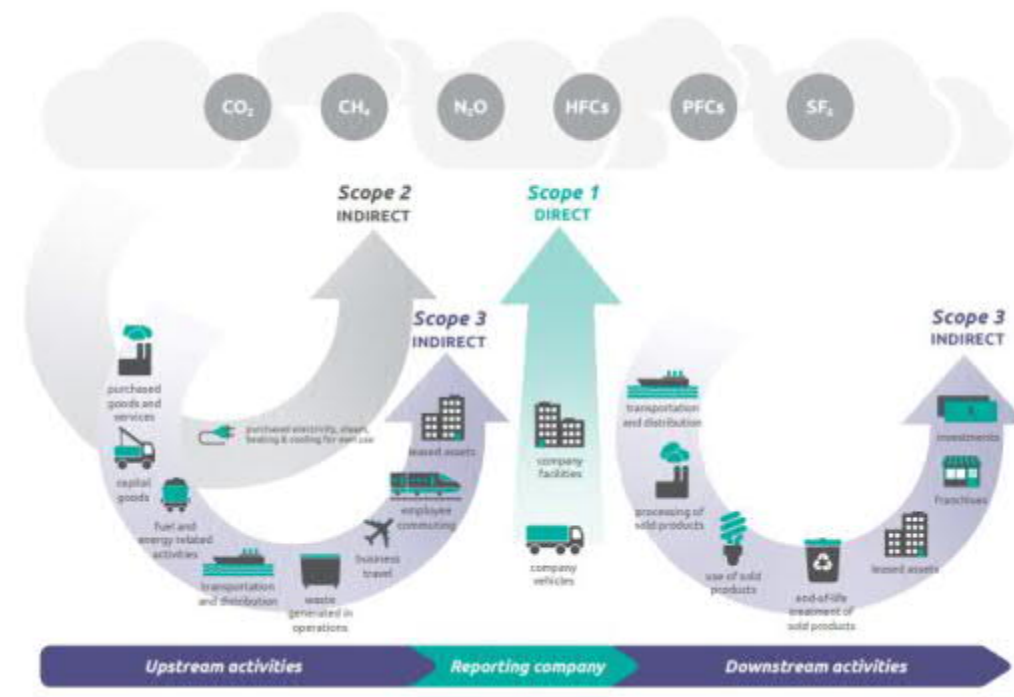 CO₂
CH₄
N₂O
HFCs
PFCs
SF₆
Scope 2
INDIRECT
Scope 1
DIRECT
Scope 3
INDIRECT
Scope 3
INDIRECT
purchased
goods and
services
capital
goods
fuel and
energy related
activities
transportation
and distribution
waste
generated in
operations
business
travel
employee
commuting
leased assets
purchased electricity, steam,
heating & cooling for own use
company
facilities
company
vehicles
transportation
and distribution
processing of
sold products
use of sold
products
end-of-life
treatment of
sold products
leased assets
franchises
investments
Upstream activities
Reporting company
Downstream activities